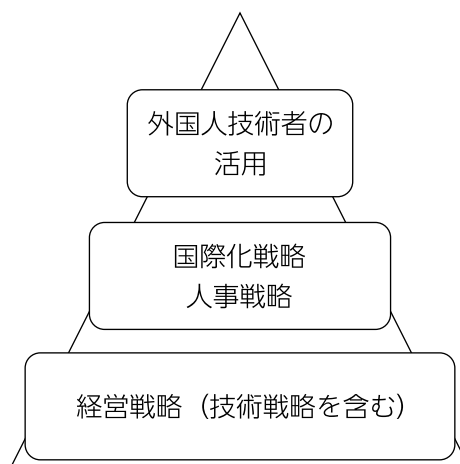 外国人技術者の
活用
国際化戦略
人事戦略
経営戦略（技術戦略を含む）